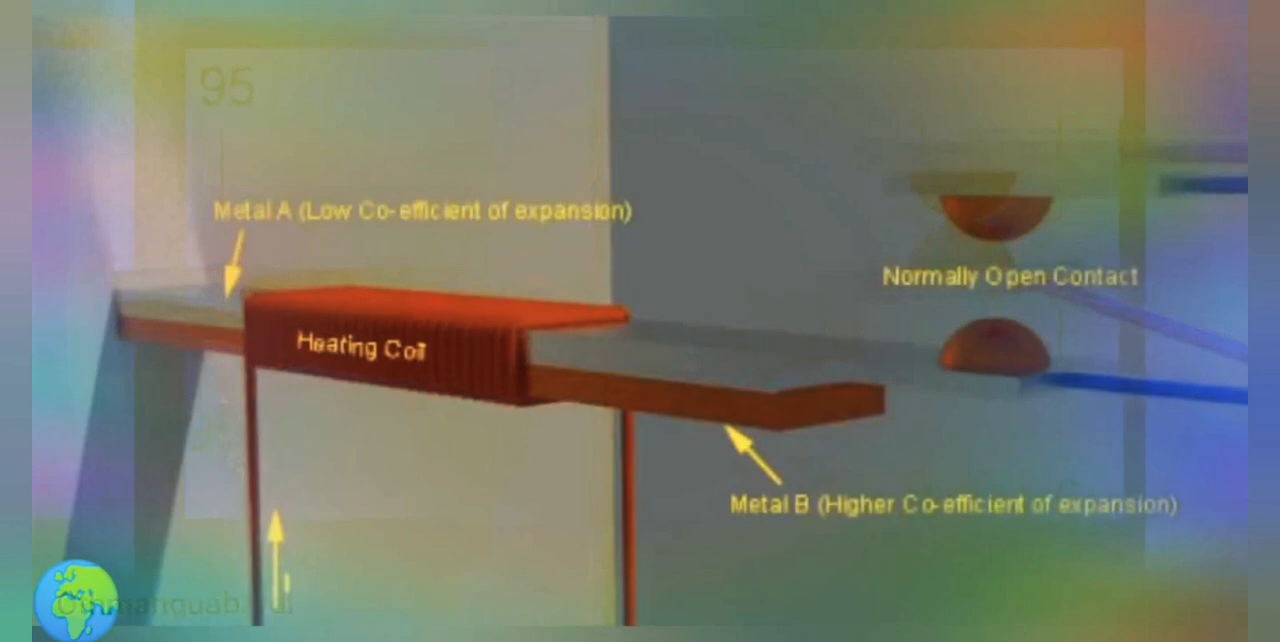 95
Metal A (Low Co-efficient of expansion)
Normally Open Contact
Heating Coil
Metal B (Higher Co-efficient of expansion)
I